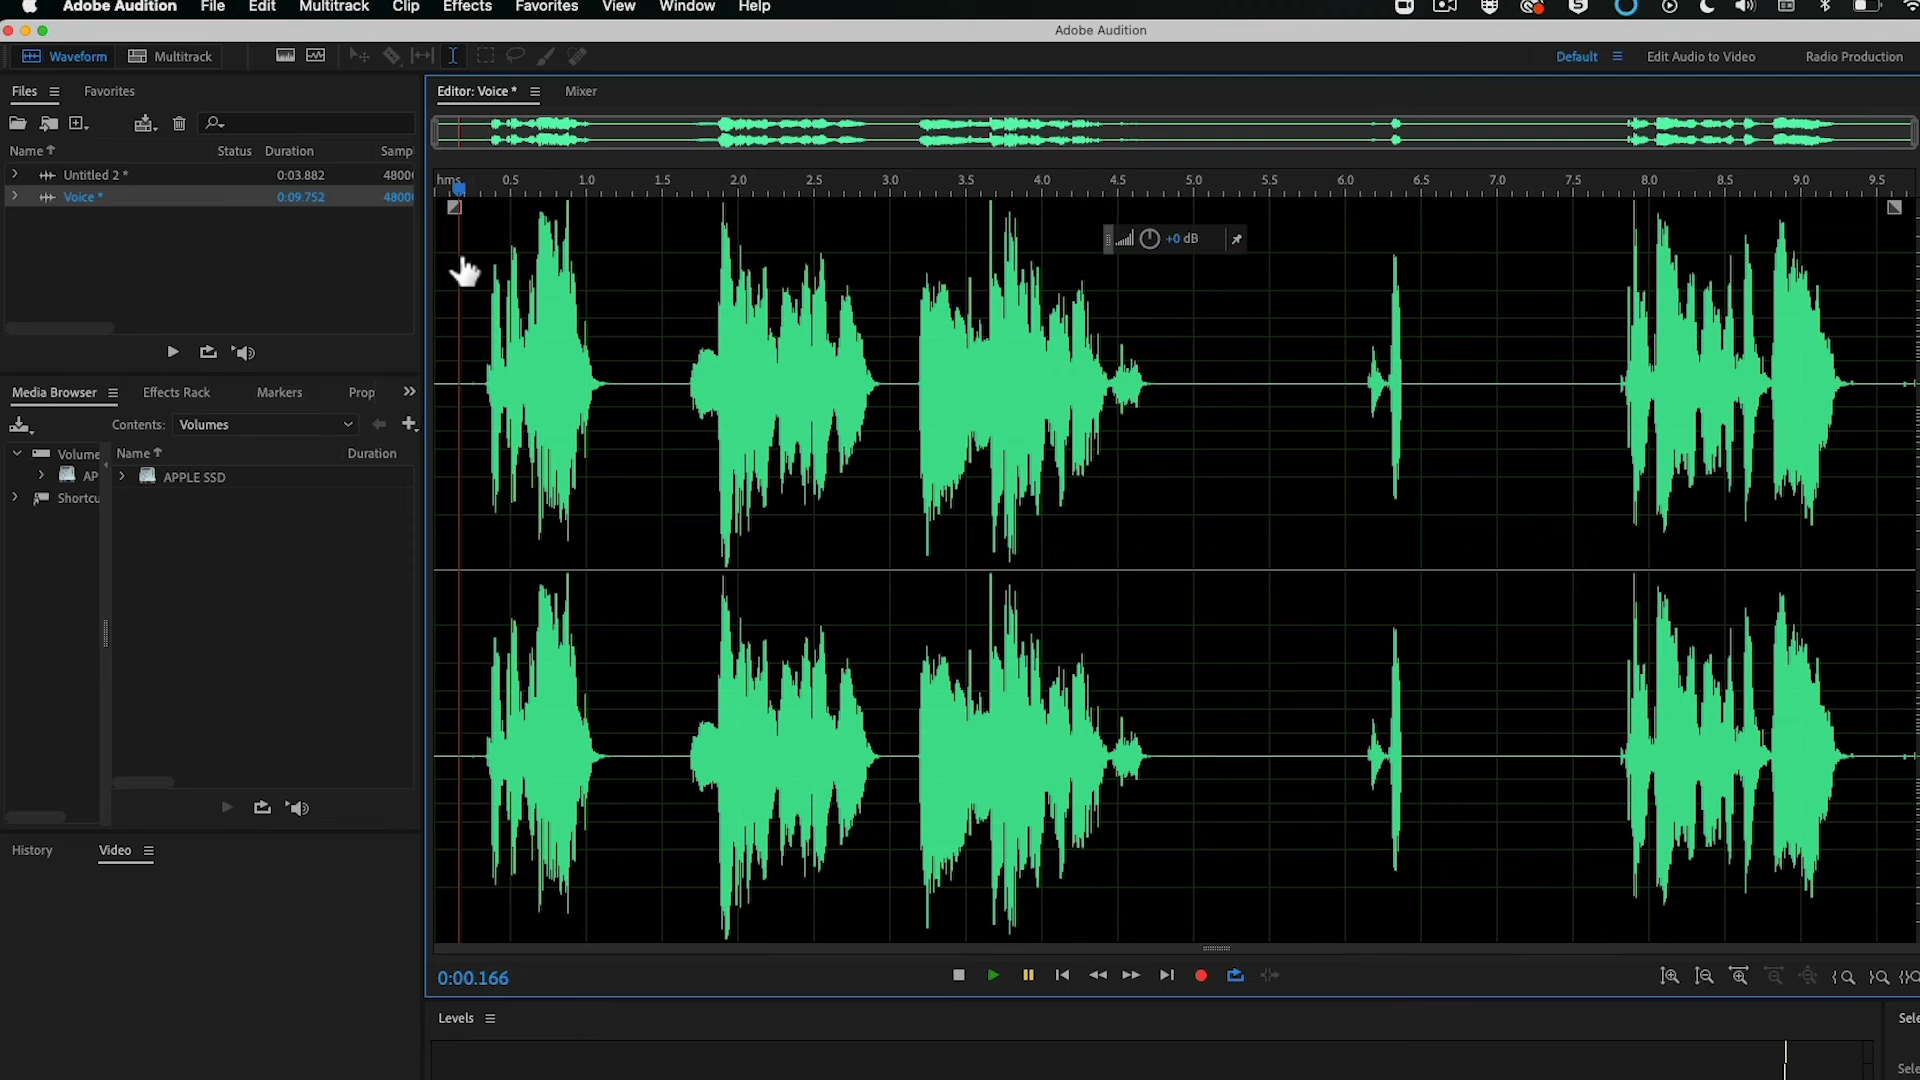 Adobe Audition File Edit Multitrack Clip Effects Favorites View Window Help
Adobe Audition
Waveform Multitrack Default Edit Audio to Video Radio Production
Files Favorites Editor: Voice * Mixer
Name Status Duration Samp
Untitled 2 * 0:03.882 4800
Voice * 0:09.752 4800
hms 0.5 1.0 1.5 2.0 2.5 3.0 3.5 4.0 4.5 5.0 5.5 6.0 6.5 7.0 7.5 8.0 8.5 9.0 9.5
+0 dB
Media Browser Effects Rack Markers Prop
Contents: Volumes
Volume Name Duration
AP APPLE SSD
Shortcu
History Video
0:00.166
Levels Sele
Sele